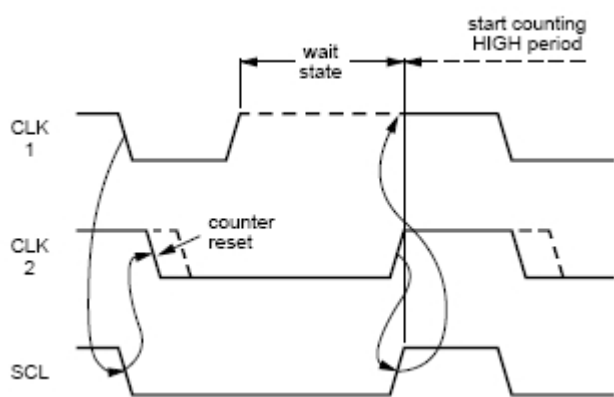 start counting
HIGH period
wait
state
CLK
1
counter
reset
CLK
2
SCL